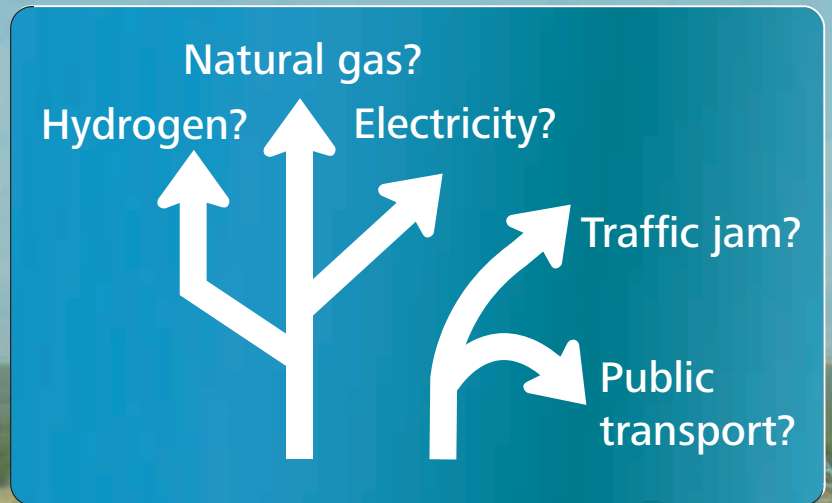 Natural gas?
Hydrogen?
Electricity?
Traffic jam?
Public
transport?